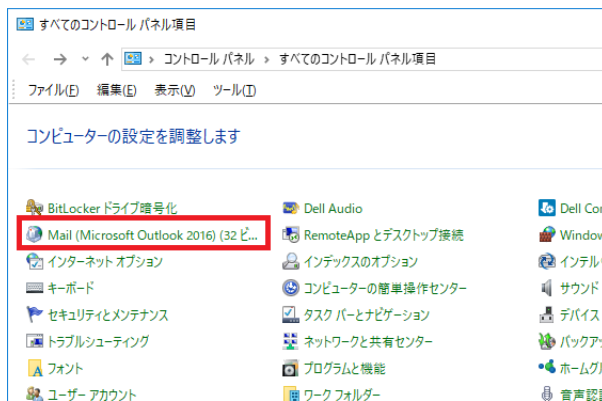 すべてのコントロール パネル項目
コントロール パネル › すべてのコントロール パネル項目
ファイル(F) 編集(E) 表示(V) ツール(T)
コンピューターの設定を調整します
BitLocker ドライブ暗号化 Dell Audio Dell Co
Mail (Microsoft Outlook 2016) (32 ビ... RemoteApp とデスクトップ接続 Window
インターネット オプション インデックスのオプション インテル
キーボード コンピューターの簡単操作センター サウンド
セキュリティとメンテナンス タスク バーとナビゲーション デバイス
トラブルシューティング ネットワークと共有センター バックア
フォント プログラムと機能 ホームグル
ユーザー アカウント ワーク フォルダー 音声認